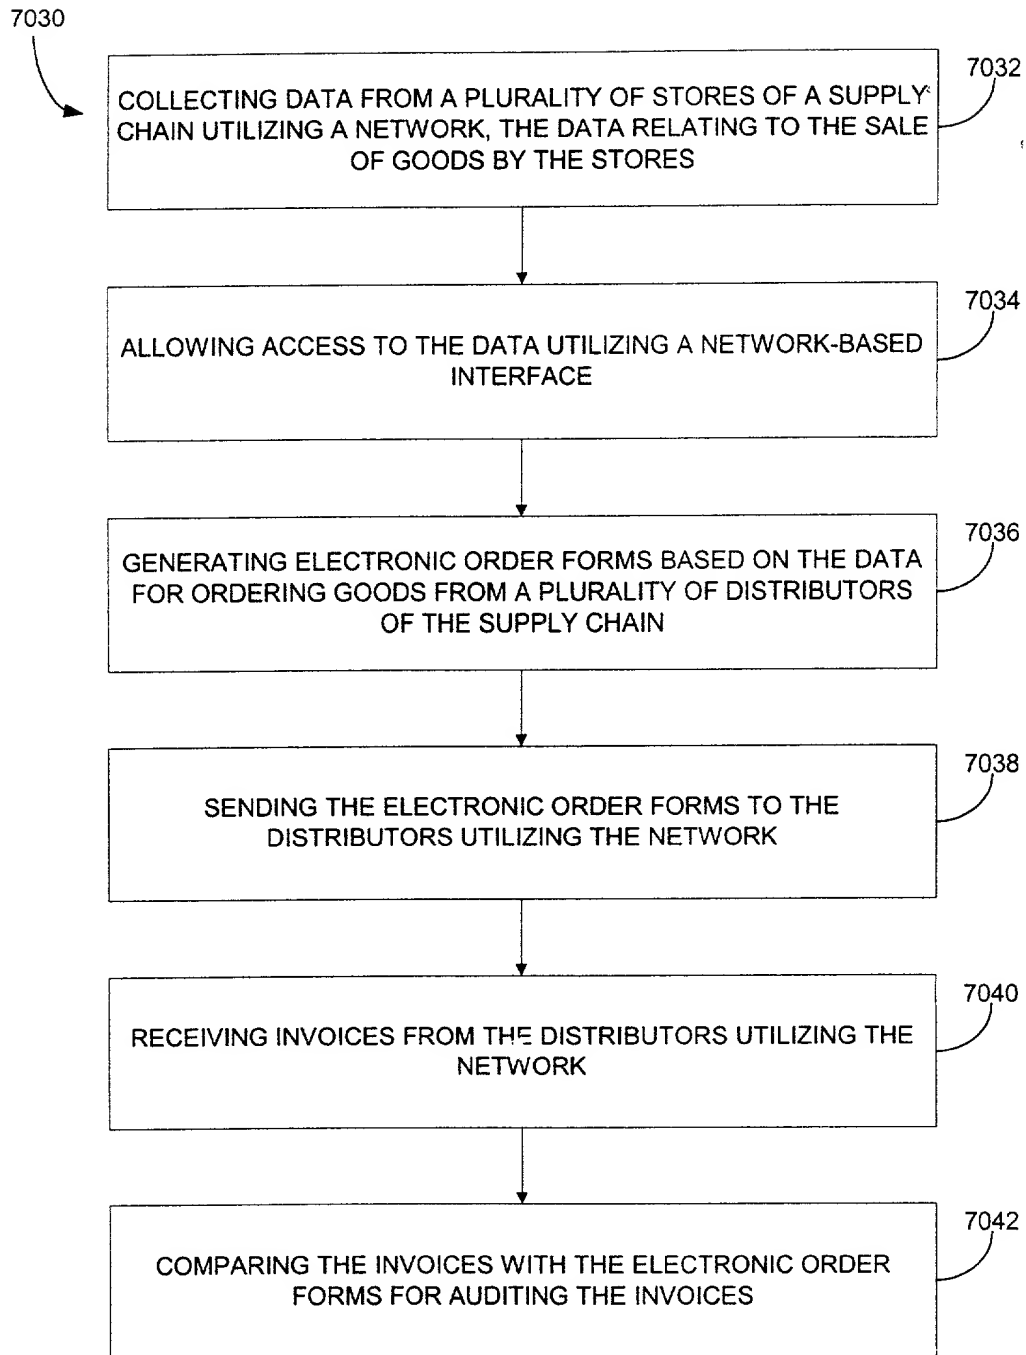 7030
7032
COLLECTING DATA FROM A PLURALITY OF STORES OF A SUPPLY
CHAIN UTILIZING A NETWORK, THE DATA RELATING TO THE SALE
OF GOODS BY THE STORES
7034
ALLOWING ACCESS TO THE DATA UTILIZING A NETWORK-BASED
INTERFACE
7036
GENERATING ELECTRONIC ORDER FORMS BASED ON THE DATA
FOR ORDERING GOODS FROM A PLURALITY OF DISTRIBUTORS
OF THE SUPPLY CHAIN
7038
SENDING THE ELECTRONIC ORDER FORMS TO THE
DISTRIBUTORS UTILIZING THE NETWORK
7040
RECEIVING INVOICES FROM THE DISTRIBUTORS UTILIZING THE
NETWORK
7042
COMPARING THE INVOICES WITH THE ELECTRONIC ORDER
FORMS FOR AUDITING THE INVOICES